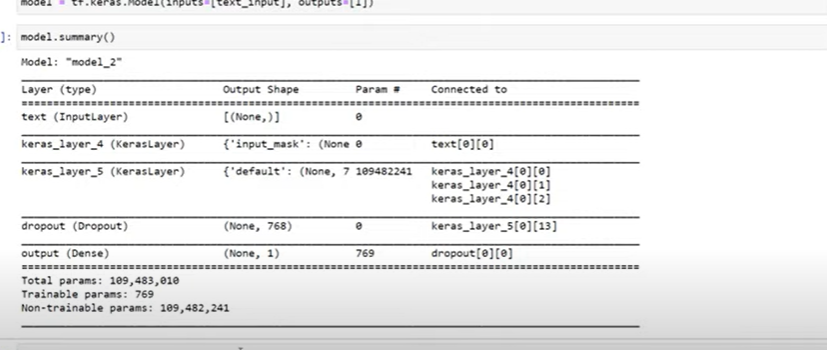 model = tf.keras.Model(inputs=[text_input], outputs=[l])
]: model.summary()
Model: "model_2"
Layer (type) Output Shape Param # Connected to
text (InputLayer) [(None,)] 0
keras_layer_4 (KerasLayer) {'input_mask': (None 0 text[0][0]
keras_layer_5 (KerasLayer) {'default': (None, 7 109482241 keras_layer_4[0][0]
keras_layer_4[0][1]
keras_layer_4[0][2]
dropout (Dropout) (None, 768) 0 keras_layer_5[0][13]
output (Dense) (None, 1) 769 dropout[0][0]
Total params: 109,483,010
Trainable params: 769
Non-trainable params: 109,482,241